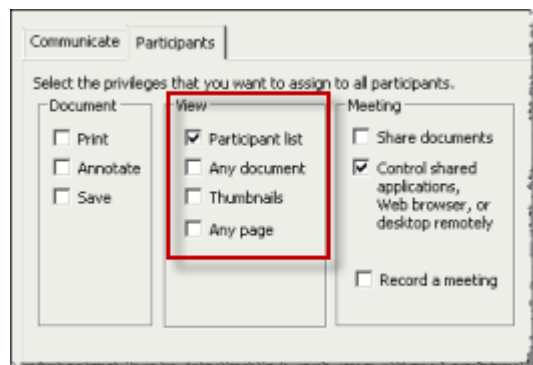 Communicate Participants
Select the privileges that you want to assign to all participants.
Document
Print
Annotate
Save
View
Participant list
Any document
Thumbnails
Any page
Meeting
Share documents
Control shared
applications,
Web browser, or
desktop remotely
Record a meeting